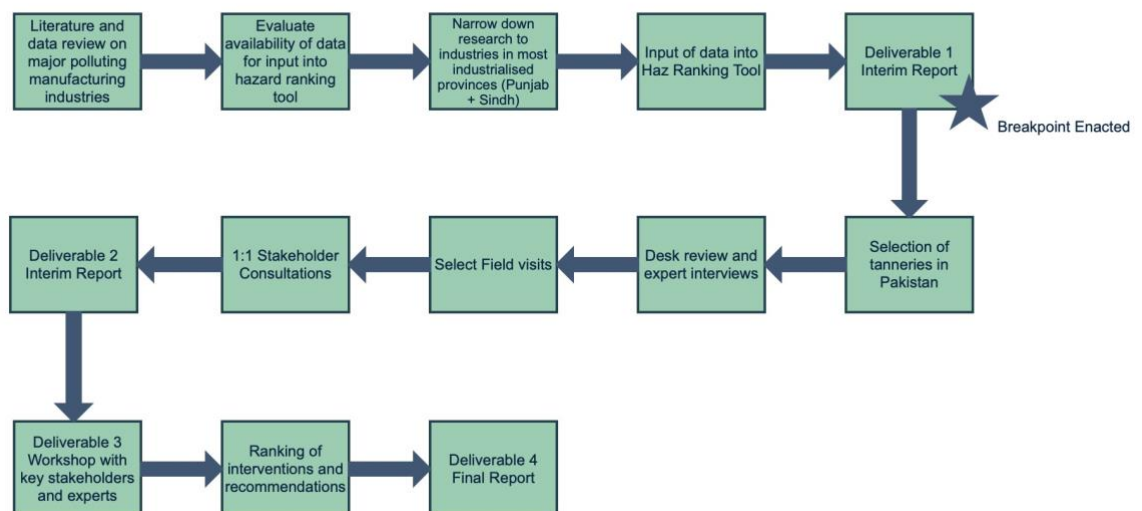 Literature and
data review on
major polluting
manufacturing
industries
Evaluate
availability of data
for input into
hazard ranking
tool
Narrow down
research to
industries in most
industrialised
provinces (Punjab
+ Sindh)
Input of data into
Haz Ranking Tool
Deliverable 1
Interim Report
Breakpoint Enacted
Selection of
tanneries in
Pakistan
Desk review and
expert interviews
Select Field visits
1:1 Stakeholder
Consultations
Deliverable 2
Interim Report
Deliverable 3
Workshop with
key stakeholders
and experts
Ranking of
interventions and
recommendations
Deliverable 4
Final Report